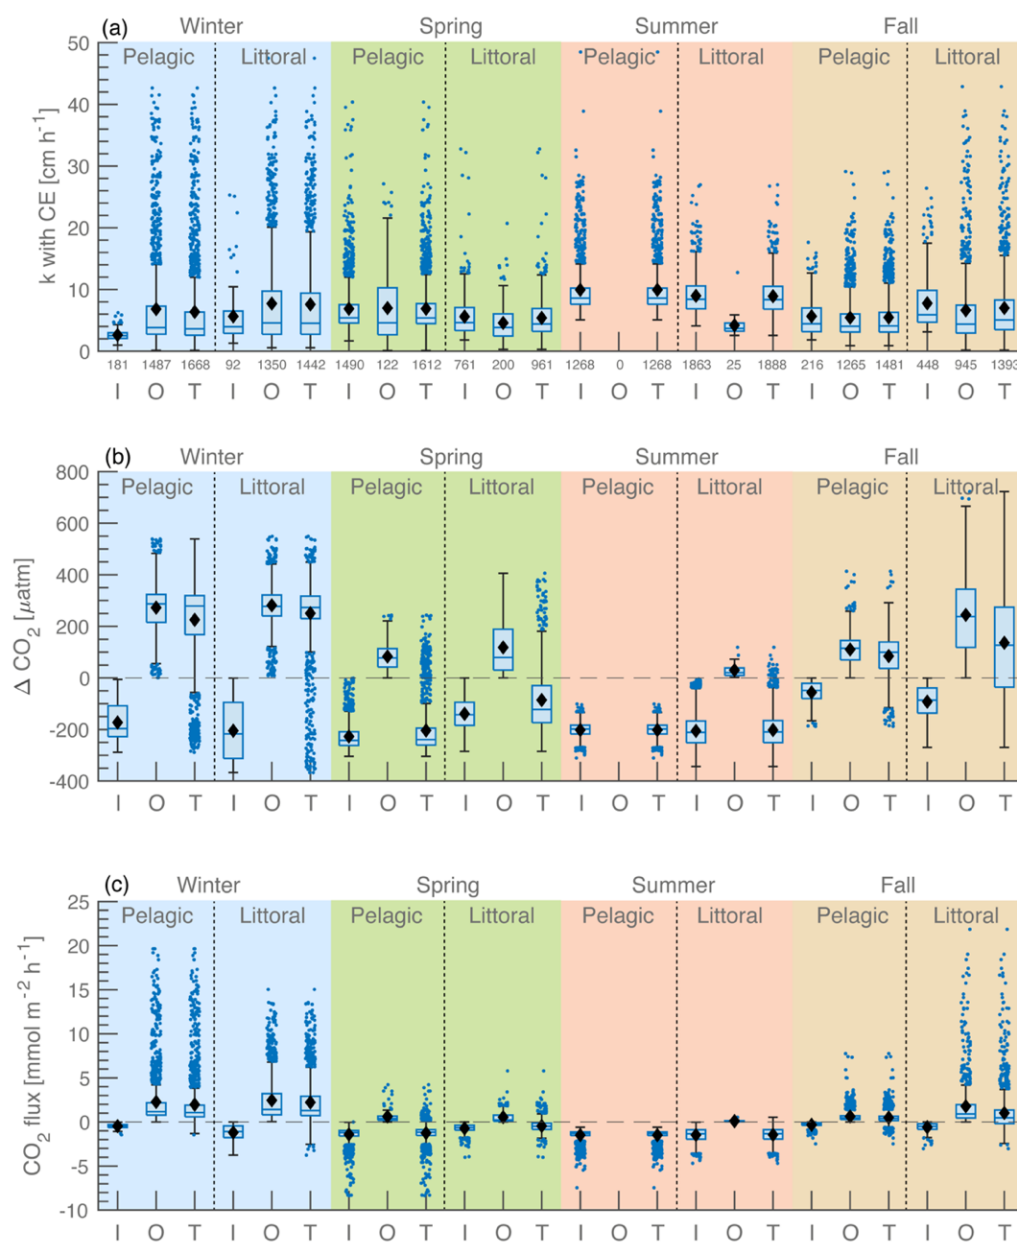 (a) Winter Spring Summer Fall
Pelagic Littoral Pelagic Littoral Pelagic Littoral Pelagic Littoral
k with CE [cm h⁻¹]
50
40
30
20
10
0
181 1487 1668 92 1350 1442 1490 122 1612 761 200 961 1268 0 1268 1863 25 1888 216 1265 1481 448 945 1393
I O T I O T I O T I O T I O T I O T I O T I O T
(b) Winter Spring Summer Fall
Pelagic Littoral Pelagic Littoral Pelagic Littoral Pelagic Littoral
Δ CO₂ [μatm]
800
600
400
200
0
-200
-400
I O T I O T I O T I O T I O T I O T I O T I O T
(c) Winter Spring Summer Fall
Pelagic Littoral Pelagic Littoral Pelagic Littoral Pelagic Littoral
CO₂ flux [mmol m⁻² h⁻¹]
25
20
15
10
5
0
-5
-10
I O T I O T I O T I O T I O T I O T I O T I O T